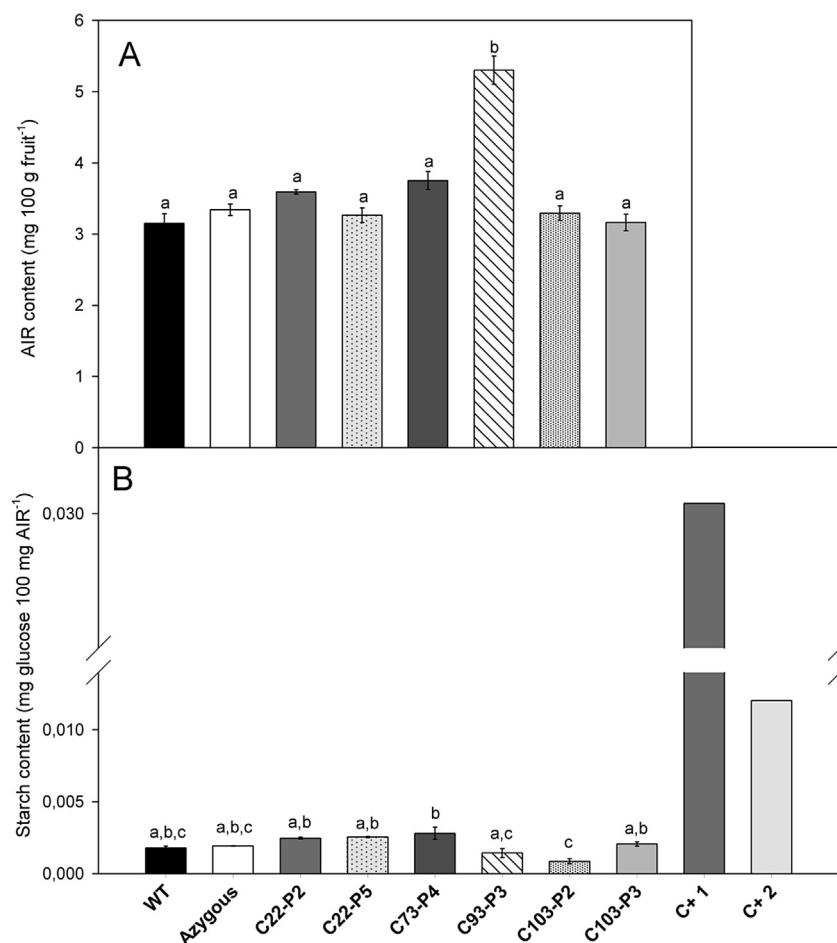 A
AIR content (mg 100 g fruit-1)
6
5
4
3
2
1
0
a
a
a
a
a
b
a
a
B
Starch content (mg glucose 100 mg AIR-1)
0,030
0,010
0,005
0,000
a,b,c
a,b,c
a,b
a,b
b
a,c
c
a,b
WT
Azygous
C22-P2
C22-P5
C73-P4
C93-P3
C103-P2
C103-P3
C+ 1
C+ 2